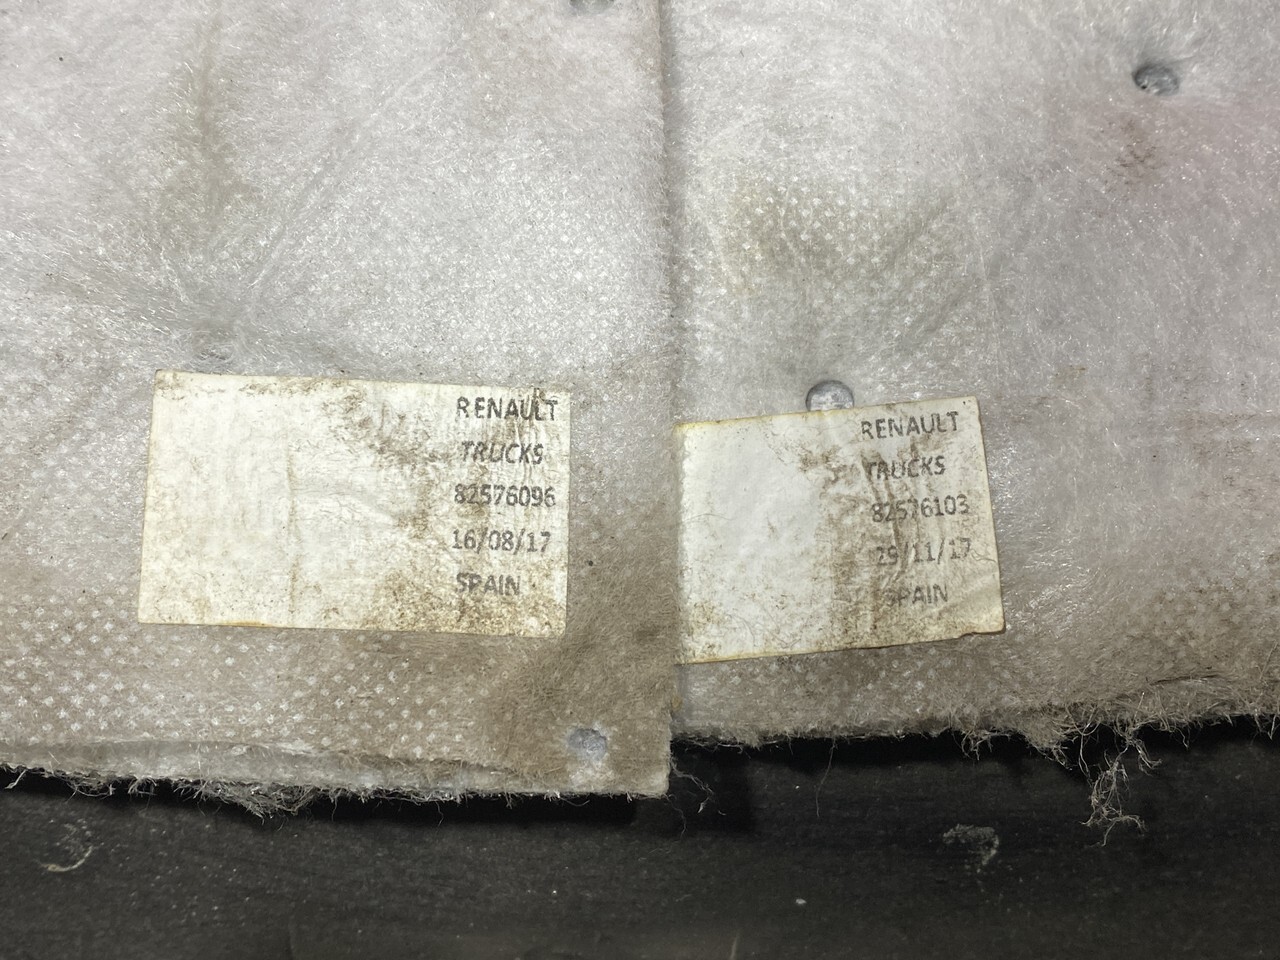 RENAULT
TRUCKS
82576096
16/08/17
SPAIN
RENAULT
TRUCKS
82576103
29/11/17
SPAIN